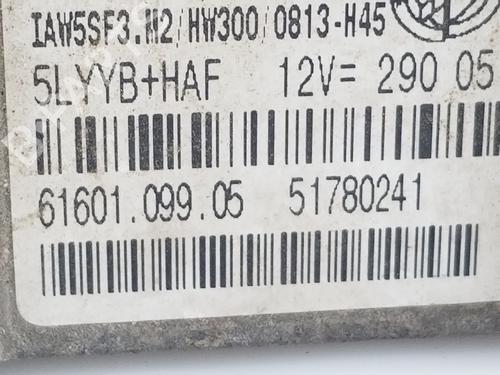 IAW5SF3.M2/HW300/0813-H45
5LYYB+HAF 12V= 290 05
61601.099.05 51780241